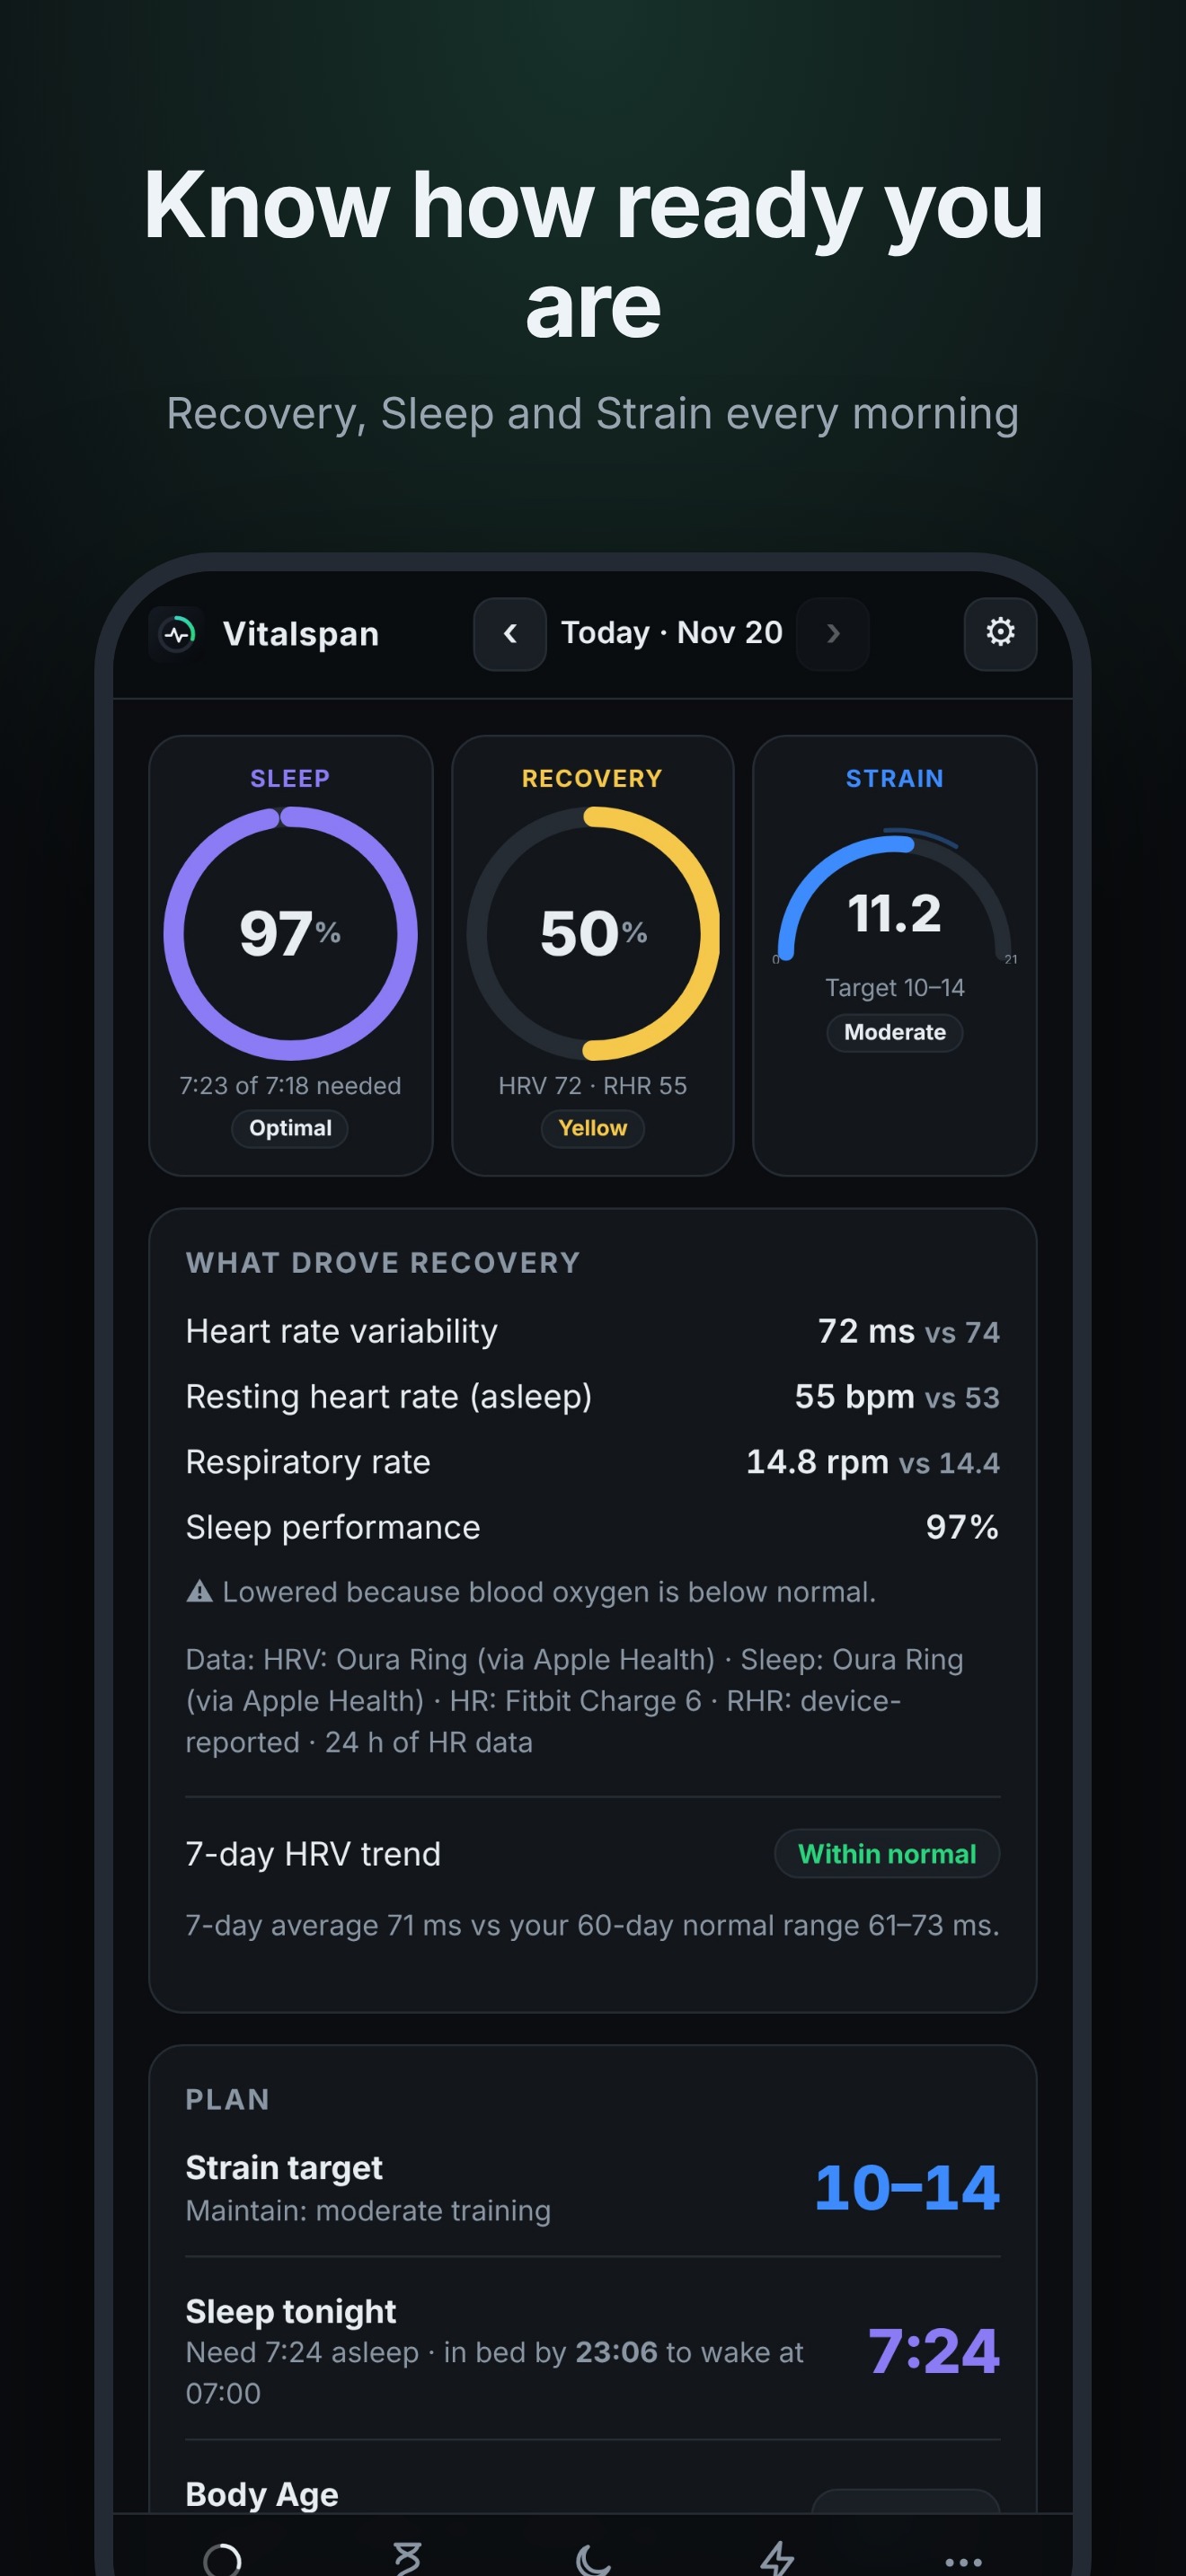 Know how ready you
are
Recovery, Sleep and Strain every morning
Vitalspan
‹ Today · Nov 20 ›
SLEEP
97%
7:23 of 7:18 needed
Optimal
RECOVERY
50%
HRV 72 · RHR 55
Yellow
STRAIN
11.2
0 21
Target 10–14
Moderate
WHAT DROVE RECOVERY
Heart rate variability 72 ms vs 74
Resting heart rate (asleep) 55 bpm vs 53
Respiratory rate 14.8 rpm vs 14.4
Sleep performance 97%
⚠ Lowered because blood oxygen is below normal.
Data: HRV: Oura Ring (via Apple Health) · Sleep: Oura Ring
(via Apple Health) · HR: Fitbit Charge 6 · RHR: device-
reported · 24 h of HR data
7-day HRV trend Within normal
7-day average 71 ms vs your 60-day normal range 61–73 ms.
PLAN
Strain target
Maintain: moderate training
10–14
Sleep tonight
Need 7:24 asleep · in bed by 23:06 to wake at
07:00
7:24
Body Age